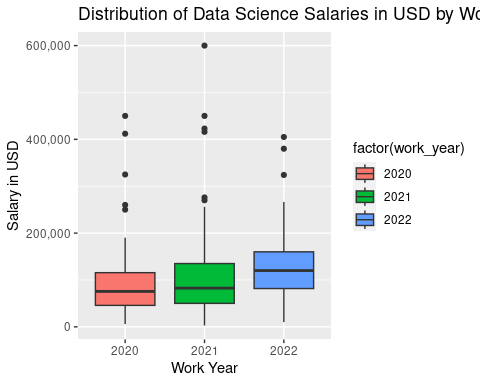 Distribution of Data Science Salaries in USD by
600,000
400,000
200,000
0
Salary in USD
2020
2021
2022
Work Year
factor(work_year)
2020
2021
2022